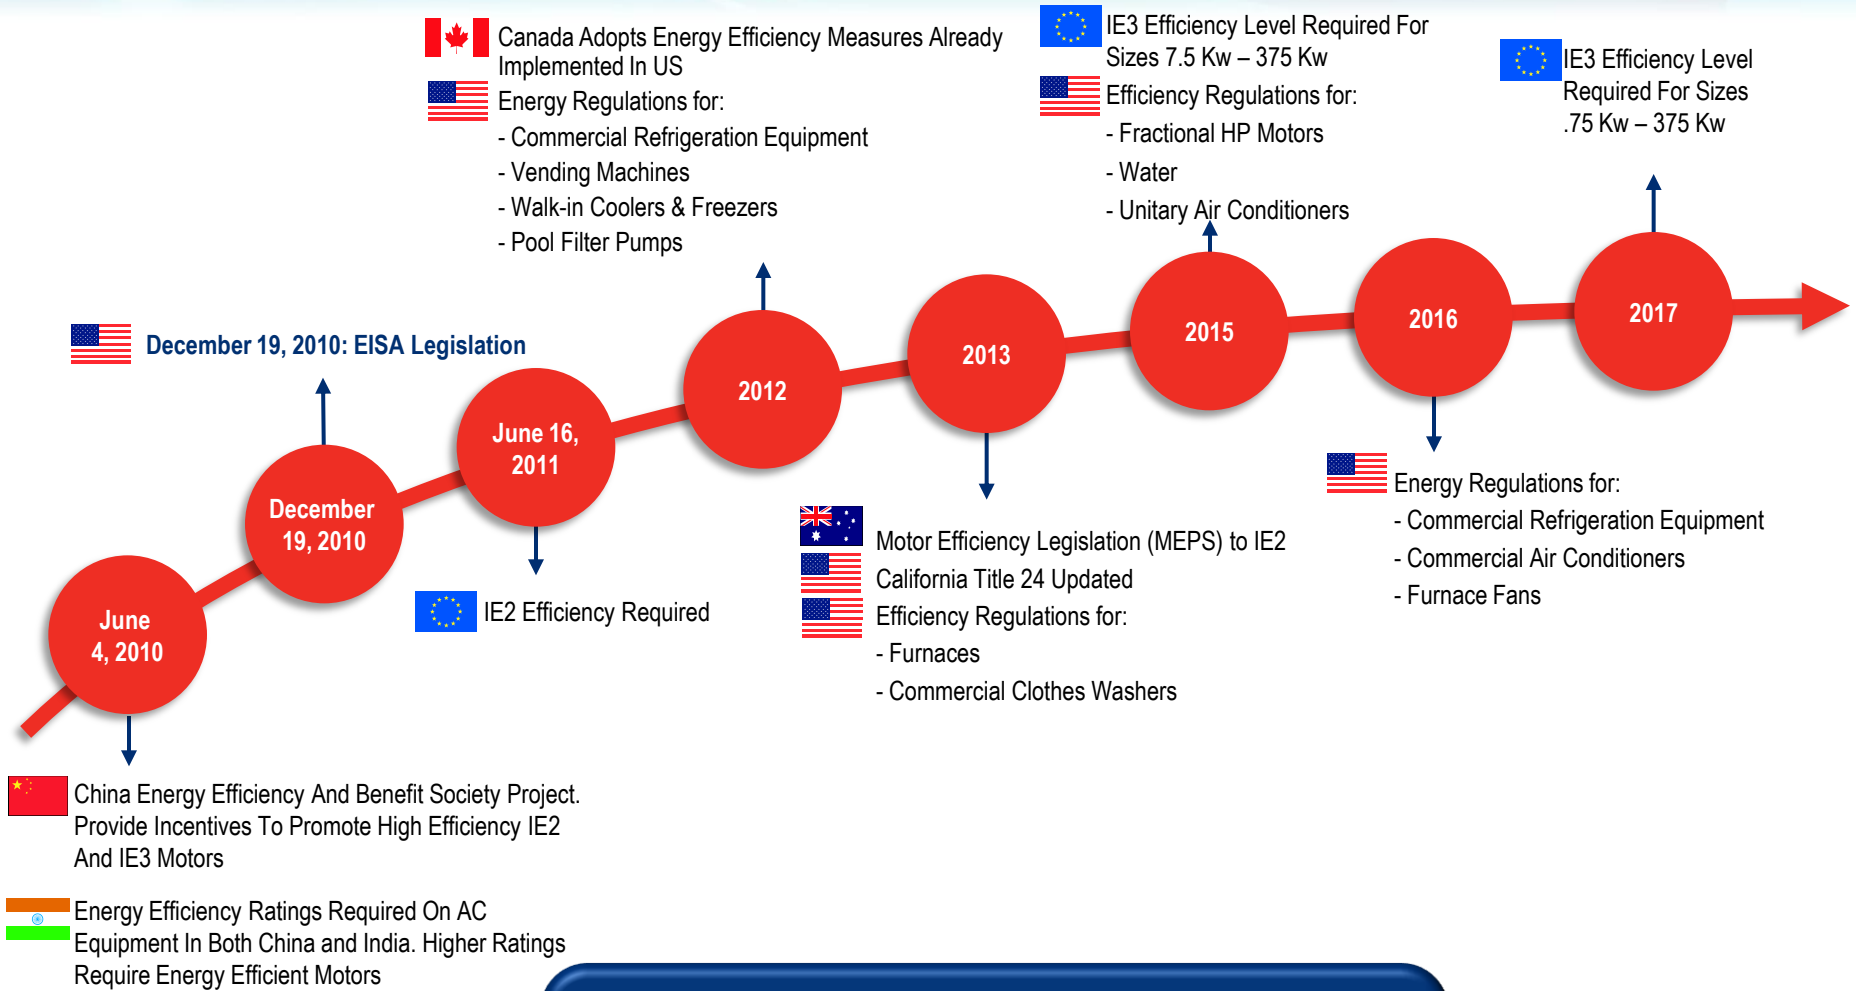 Canada Adopts Energy Efficiency Measures Already
Implemented In US
Energy Regulations for:
- Commercial Refrigeration Equipment
- Vending Machines
- Walk-in Coolers & Freezers
- Pool Filter Pumps
IE3 Efficiency Level Required For
Sizes 7.5 Kw – 375 Kw
Efficiency Regulations for:
- Fractional HP Motors
- Water
- Unitary Air Conditioners
IE3 Efficiency Level
Required For Sizes
.75 Kw – 375 Kw
December 19, 2010: EISA Legislation
June
4, 2010
December
19, 2010
June 16,
2011
2012
2013
2015
2016
2017
IE2 Efficiency Required
Motor Efficiency Legislation (MEPS) to IE2
California Title 24 Updated
Efficiency Regulations for:
- Furnaces
- Commercial Clothes Washers
Energy Regulations for:
- Commercial Refrigeration Equipment
- Commercial Air Conditioners
- Furnace Fans
China Energy Efficiency And Benefit Society Project.
Provide Incentives To Promote High Efficiency IE2
And IE3 Motors
Energy Efficiency Ratings Required On AC
Equipment In Both China and India. Higher Ratings
Require Energy Efficient Motors